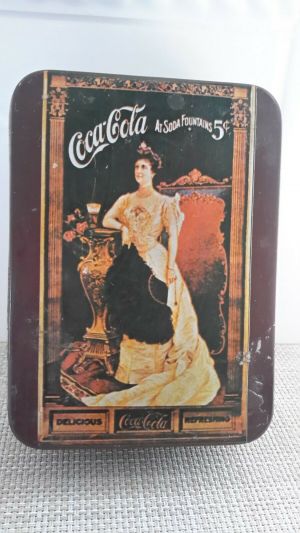 Coca-Cola At Soda Fountains 5¢
DELICIOUS Coca-Cola REFRESHING